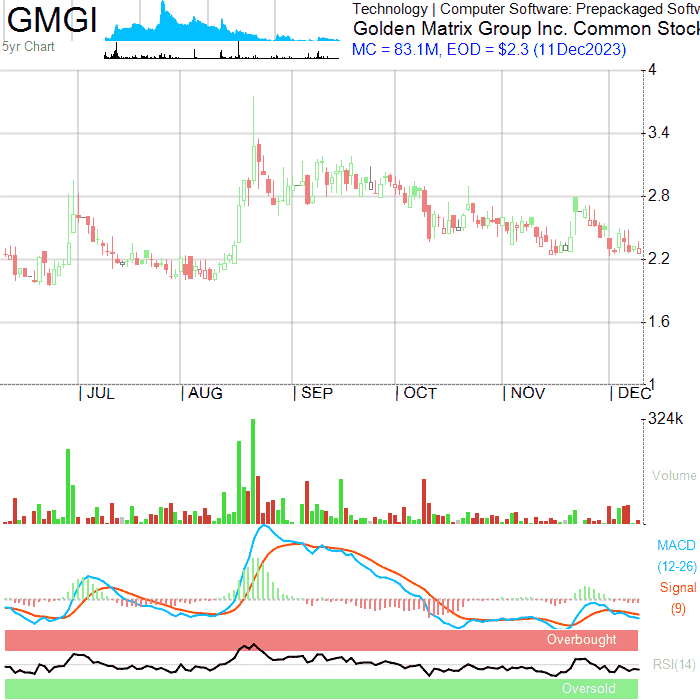 GMGI
5yr Chart
Technology | Computer Software: Prepackaged Softw
Golden Matrix Group Inc. Common Stock
MC = 83.1M, EOD = $2.3 (11Dec2023)
4
3.4
2.8
2.2
1.6
1
| JUL | AUG | SEP | OCT | NOV | DEC
324k
Volume
MACD
(12-26)
Signal
(9)
Overbought
RSI(14)
Oversold